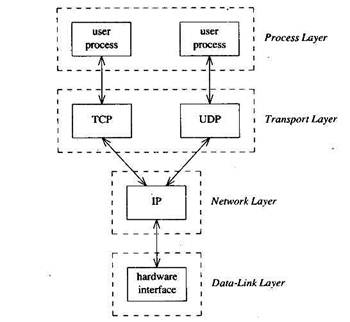 user
process
user
process
Process Layer
TCP
UDP
Transport Layer
IP
Network Layer
hardware
interface
Data-Link Layer